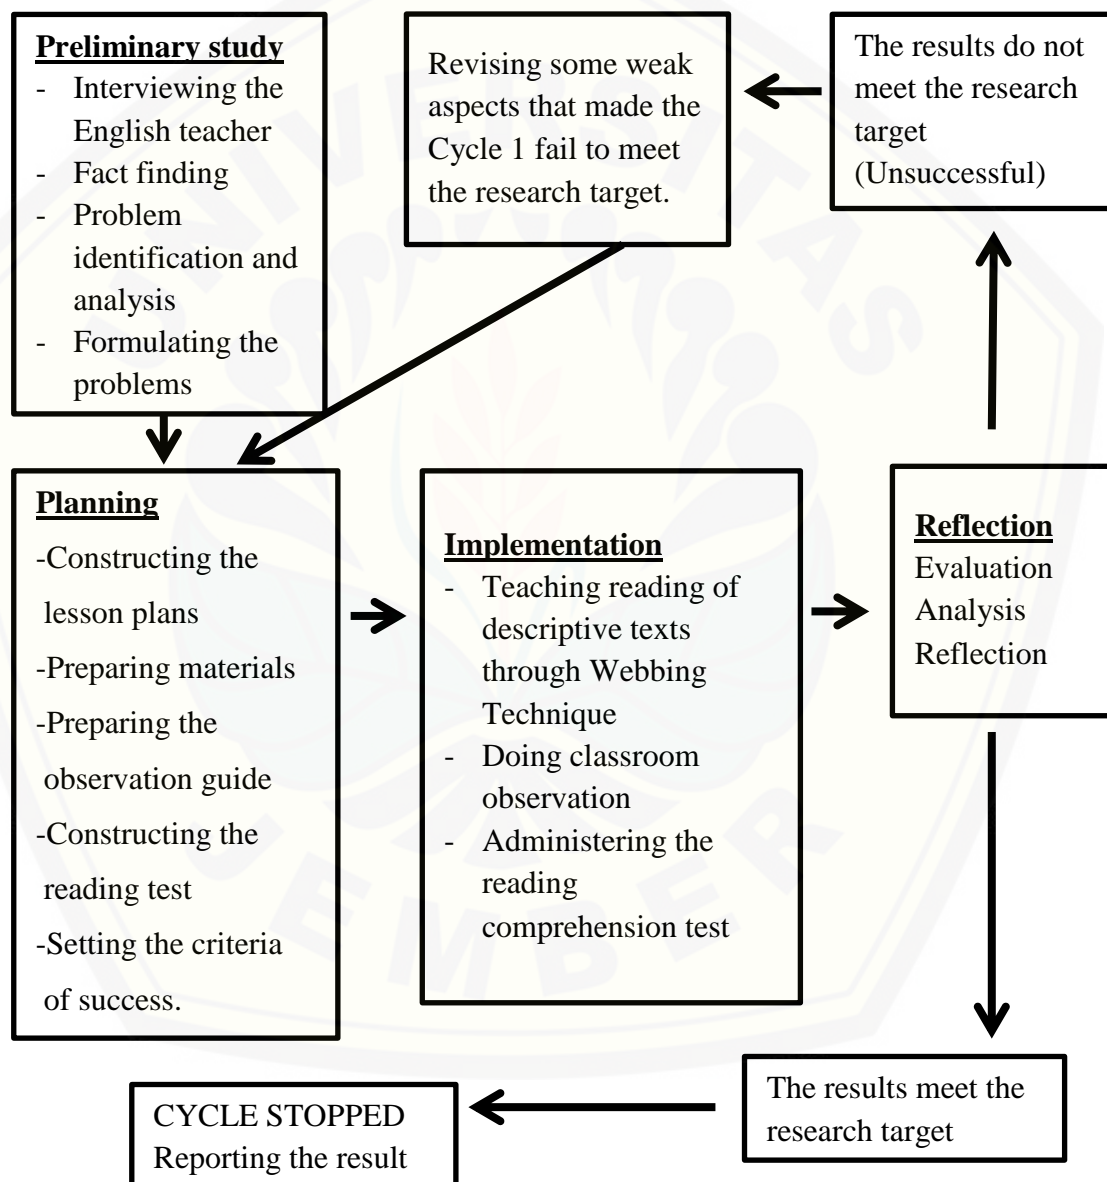 Preliminary study
- Interviewing the
English teacher
- Fact finding
- Problem
identification and
analysis
- Formulating the
problems
Revising some weak
aspects that made the
Cycle 1 fail to meet
the research target.
The results do not
meet the research
target
(Unsuccessful)
Planning
-Constructing the
lesson plans
-Preparing materials
-Preparing the
observation guide
-Constructing the
reading test
-Setting the criteria
of success.
Implementation
- Teaching reading of
descriptive texts
through Webbing
Technique
- Doing classroom
observation
- Administering the
reading
comprehension test
Reflection
Evaluation
Analysis
Reflection
The results meet the
research target
CYCLE STOPPED
Reporting the result
UNIVERSITAS
JEMBER